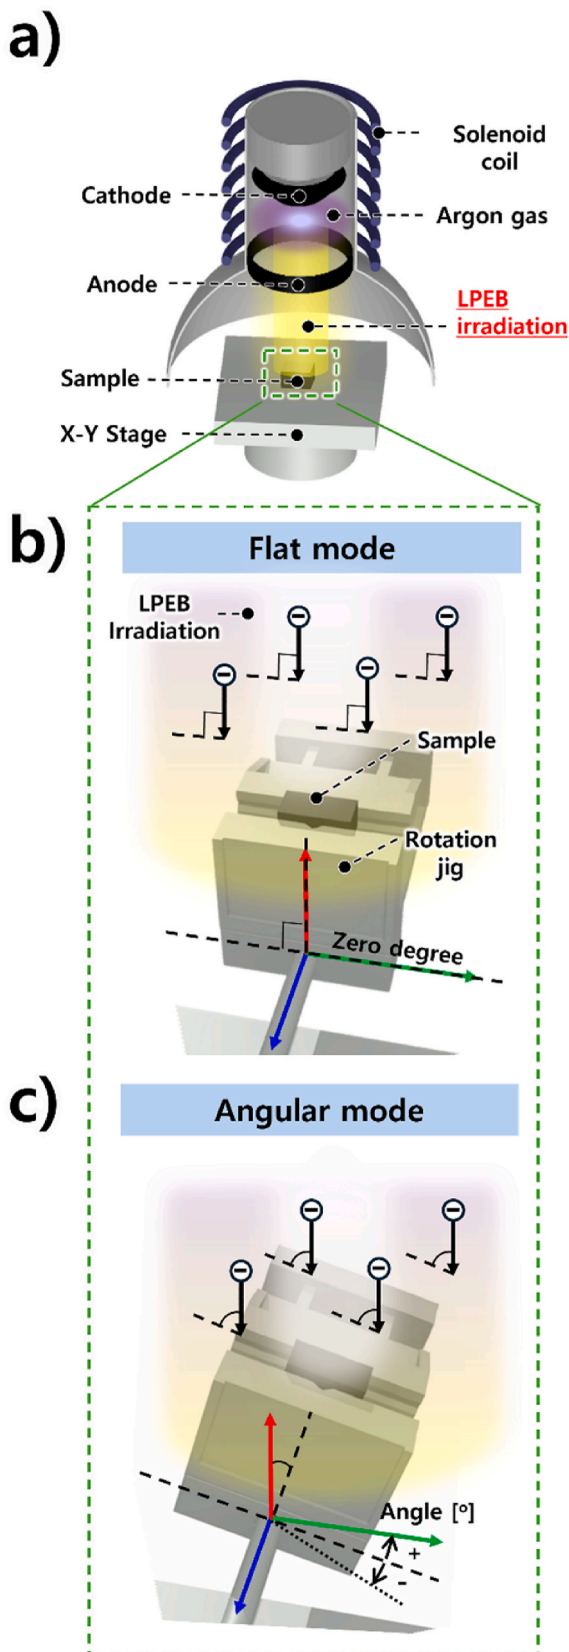 a)
Solenoid
coil
Cathode
Argon gas
Anode
LPEB
irradiation
Sample
X-Y Stage
b)
Flat mode
LPEB
Irradiation
Sample
Rotation
jig
Zero degree
c)
Angular mode
Angle [º]
+
-